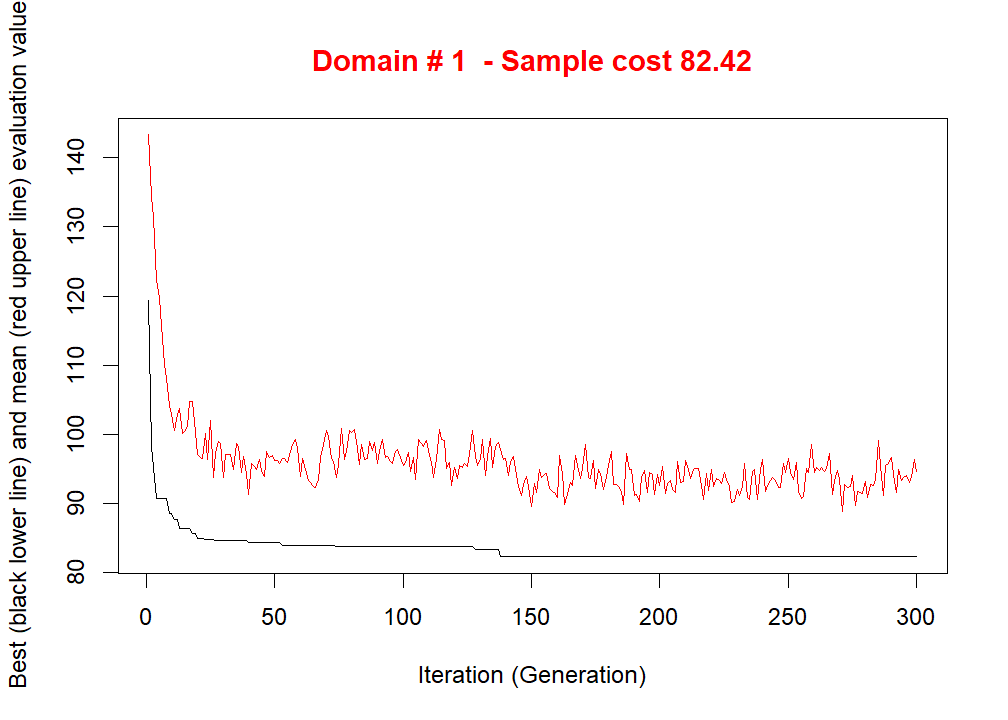 Domain # 1  - Sample cost 82.42
Best (black lower line) and mean (red upper line) evaluation value
140
130
120
110
100
90
80
0 50 100 150 200 250 300
Iteration (Generation)